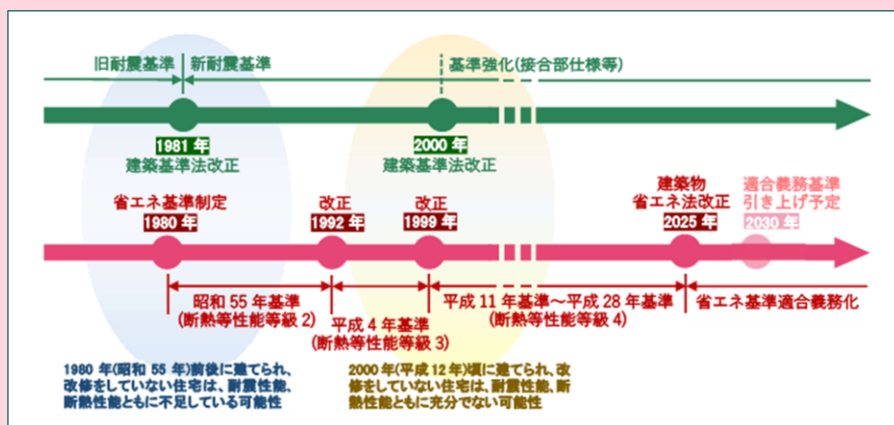 旧耐震基準
新耐震基準
基準強化(接合部仕様等)
1981 年
建築基準法改正
2000 年
建築基準法改正
省エネ基準制定
1980 年
改正
1992 年
改正
1999 年
建築物
省エネ法改正
2025 年
適合義務基準
引き上げ予定
2030 年
昭和 55 年基準
(断熱等性能等級 2)
平成 4 年基準
(断熱等性能等級 3)
平成 11 年基準～平成 28 年基準
(断熱等性能等級 4)
省エネ基準適合義務化
1980 年(昭和 55 年)前後に建てられ、
改修をしていない住宅は、耐震性能、
断熱性能ともに不足している可能性
2000 年(平成 12 年)頃に建てられ、改
修をしていない住宅は、耐震性能、断
熱性能ともに充分でない可能性